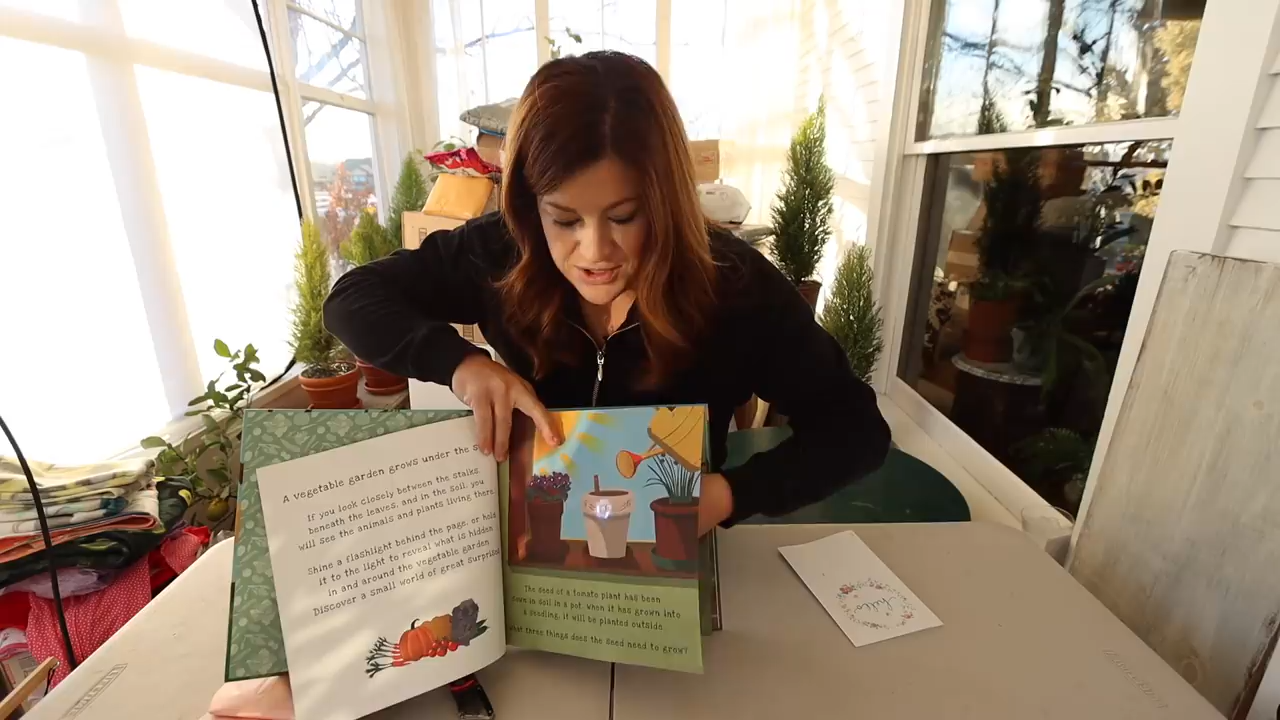 A vegetable garden grows under the s
If you look closely between the stalks,
beneath the leaves, and in the soil, you
will see the animals and plants living there.
Shine a flashlight behind the page, or hold
it to the light to reveal what is hidden
in and around the vegetable garden.
Discover a small world of great surprises
The seed of a tomato plant has been
sown in soil in a pot. When it has grown into
a seedling, it will be planted outside.
What three things does the seed need to grow?
hello